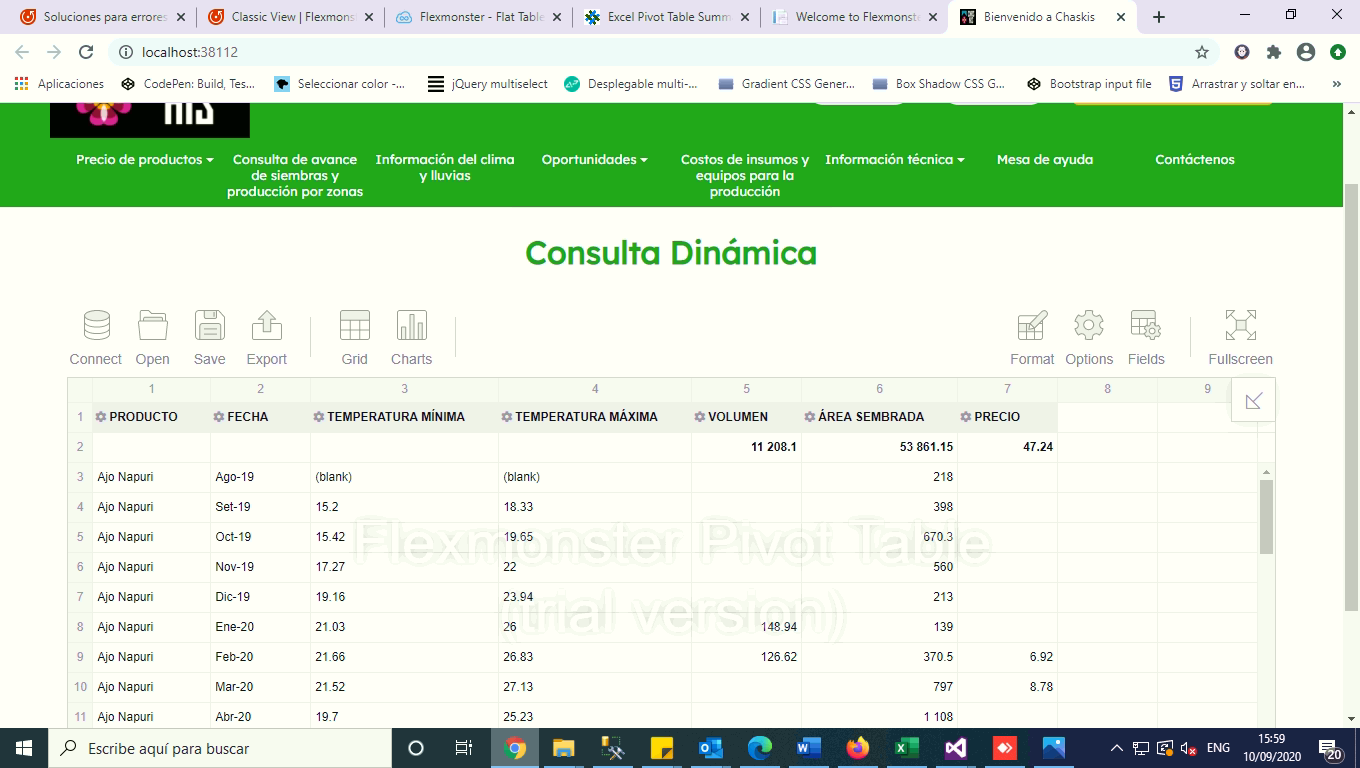 Soluciones para errores
Classic View | Flexmons
Flexmonster - Flat Table
Excel Pivot Table Summ
Welcome to Flexmonste
Bienvenido a Chaskis
localhost:38112
Aplicaciones
CodePen: Build, Tes...
Seleccionar color -...
jQuery multiselect
Desplegable multi-...
Gradient CSS Gener...
Box Shadow CSS G...
Bootstrap input file
Arrastrar y soltar en...
»
Precio de productos
Consulta de avance de siembras y producción por zonas
Información del clima y lluvias
Oportunidades
Costos de insumos y equipos para la producción
Información técnica
Mesa de ayuda
Contáctenos
Consulta Dinámica
Connect Open Save Export Grid Charts Format Options Fields Fullscreen
1 2 3 4 5 6 7 8 9
1 PRODUCTO FECHA TEMPERATURA MÍNIMA TEMPERATURA MÁXIMA VOLUMEN ÁREA SEMBRADA PRECIO
2 11 208.1 53 861.15 47.24
3 Ajo Napuri Ago-19 (blank) (blank) 218
4 Ajo Napuri Set-19 15.2 18.33 398
5 Ajo Napuri Oct-19 15.42 19.65 670.3
6 Ajo Napuri Nov-19 17.27 22 560
7 Ajo Napuri Dic-19 19.16 23.94 213
8 Ajo Napuri Ene-20 21.03 26 148.94 139
9 Ajo Napuri Feb-20 21.66 26.83 126.62 370.5 6.92
10 Ajo Napuri Mar-20 21.52 27.13 797 8.78
11 Ajo Napuri Abr-20 19.7 25.23 1 108
Flexmonster Pivot Table
(trial version)
Escribe aquí para buscar
ENG
15:59
10/09/2020
20